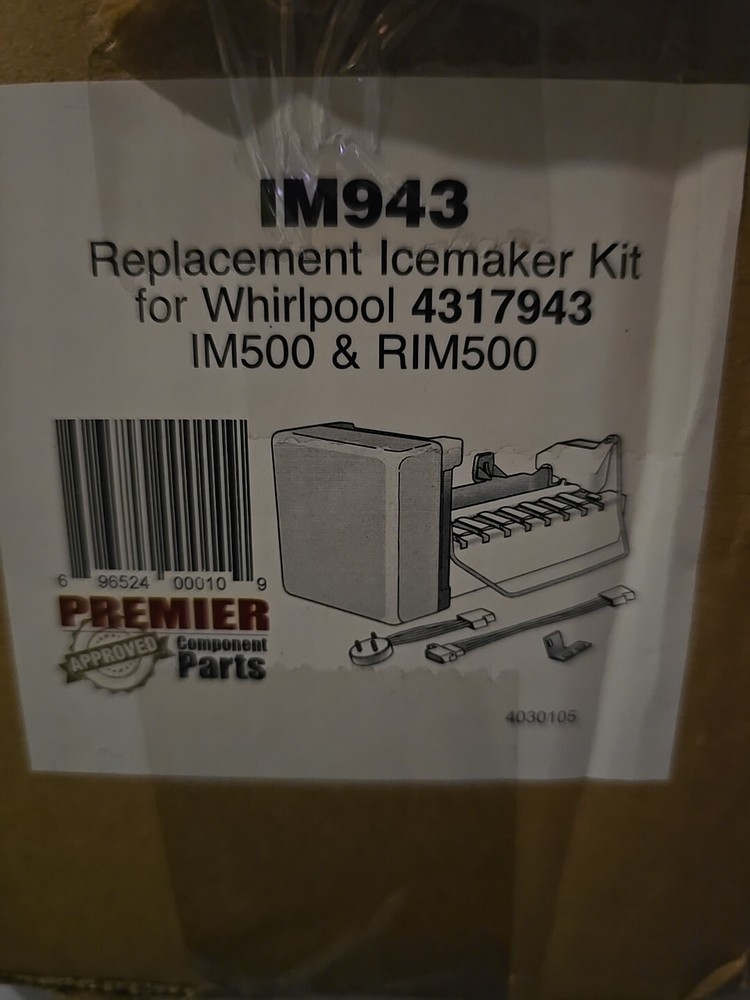 IM943
Replacement Icemaker Kit
for Whirlpool 4317943
IM500 & RIM500
6 96524 00010 9
PREMIER
APPROVED
Component
Parts
4030105